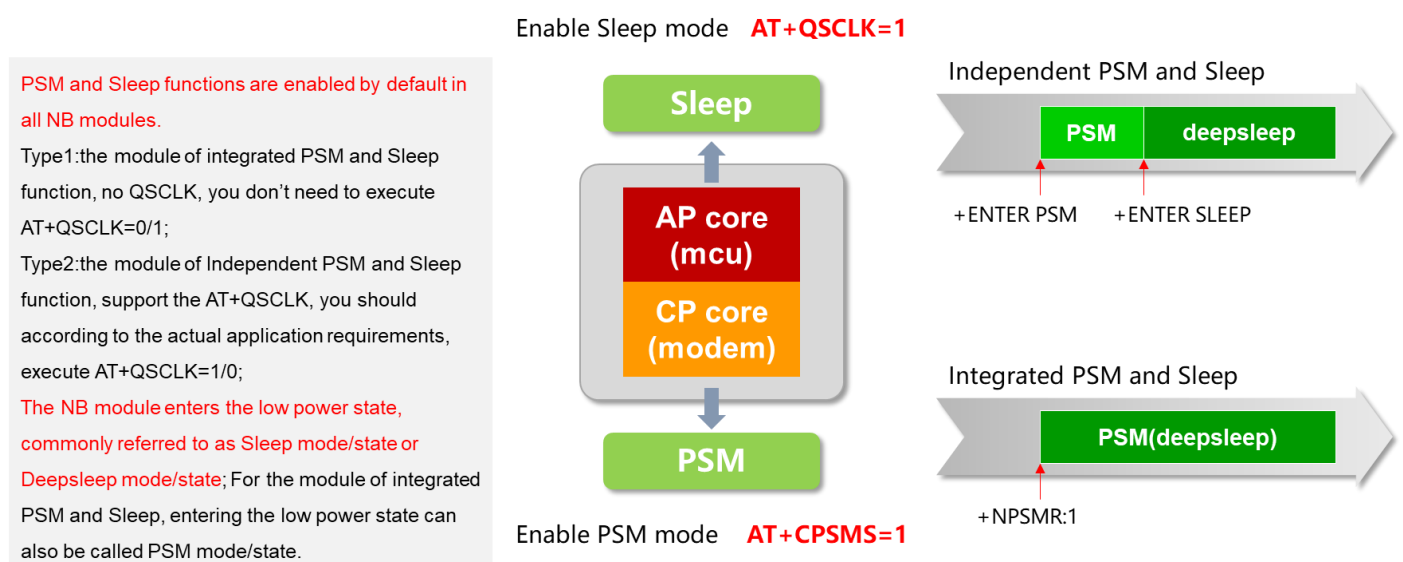 Enable Sleep mode AT+QSCLK=1
PSM and Sleep functions are enabled by default in
all NB modules.
Type1:the module of integrated PSM and Sleep
function, no QSCLK, you don’t need to execute
AT+QSCLK=0/1;
Type2:the module of Independent PSM and Sleep
function, support the AT+QSCLK, you should
according to the actual application requirements,
execute AT+QSCLK=1/0;
The NB module enters the low power state,
commonly referred to as Sleep mode/state or
Deepsleep mode/state; For the module of integrated
PSM and Sleep, entering the low power state can
also be called PSM mode/state.
Sleep
AP core
(mcu)
CP core
(modem)
PSM
Enable PSM mode AT+CPSMS=1
Independent PSM and Sleep
PSM deepsleep
+ENTER PSM +ENTER SLEEP
Integrated PSM and Sleep
PSM(deepsleep)
+NPSMR:1